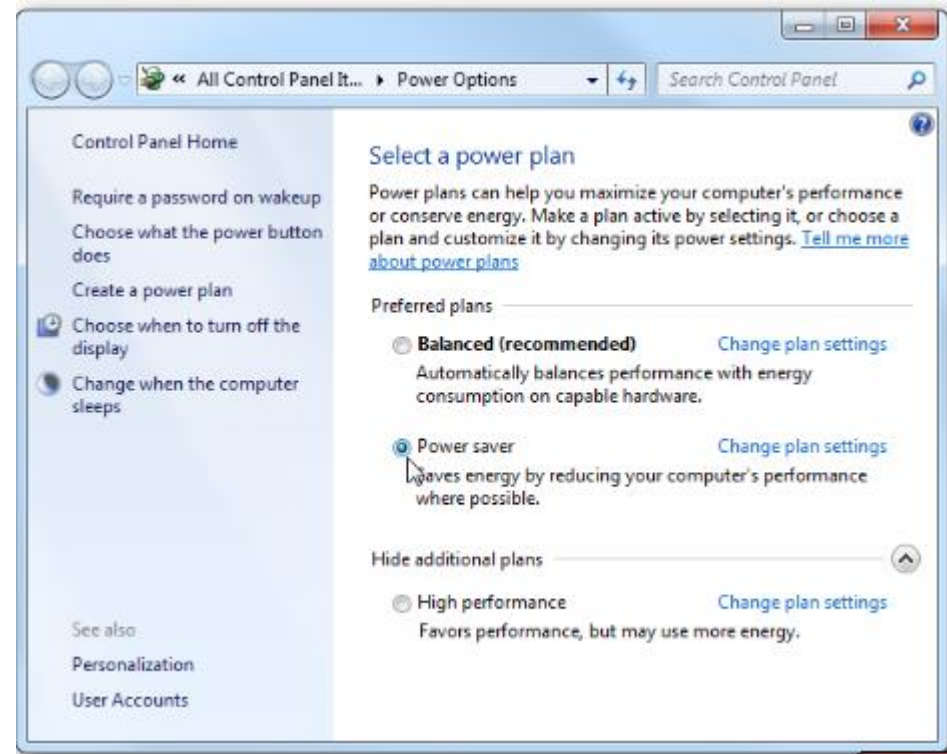 « All Control Panel It... ▸ Power Options
Search Control Panel
Control Panel Home
Require a password on wakeup
Choose what the power button
does
Create a power plan
Choose when to turn off the
display
Change when the computer
sleeps
See also
Personalization
User Accounts
Select a power plan
Power plans can help you maximize your computer's performance
or conserve energy. Make a plan active by selecting it, or choose a
plan and customize it by changing its power settings. Tell me more
about power plans
Preferred plans
Balanced (recommended) Change plan settings
Automatically balances performance with energy
consumption on capable hardware.
Power saver Change plan settings
Saves energy by reducing your computer's performance
where possible.
Hide additional plans
High performance Change plan settings
Favors performance, but may use more energy.